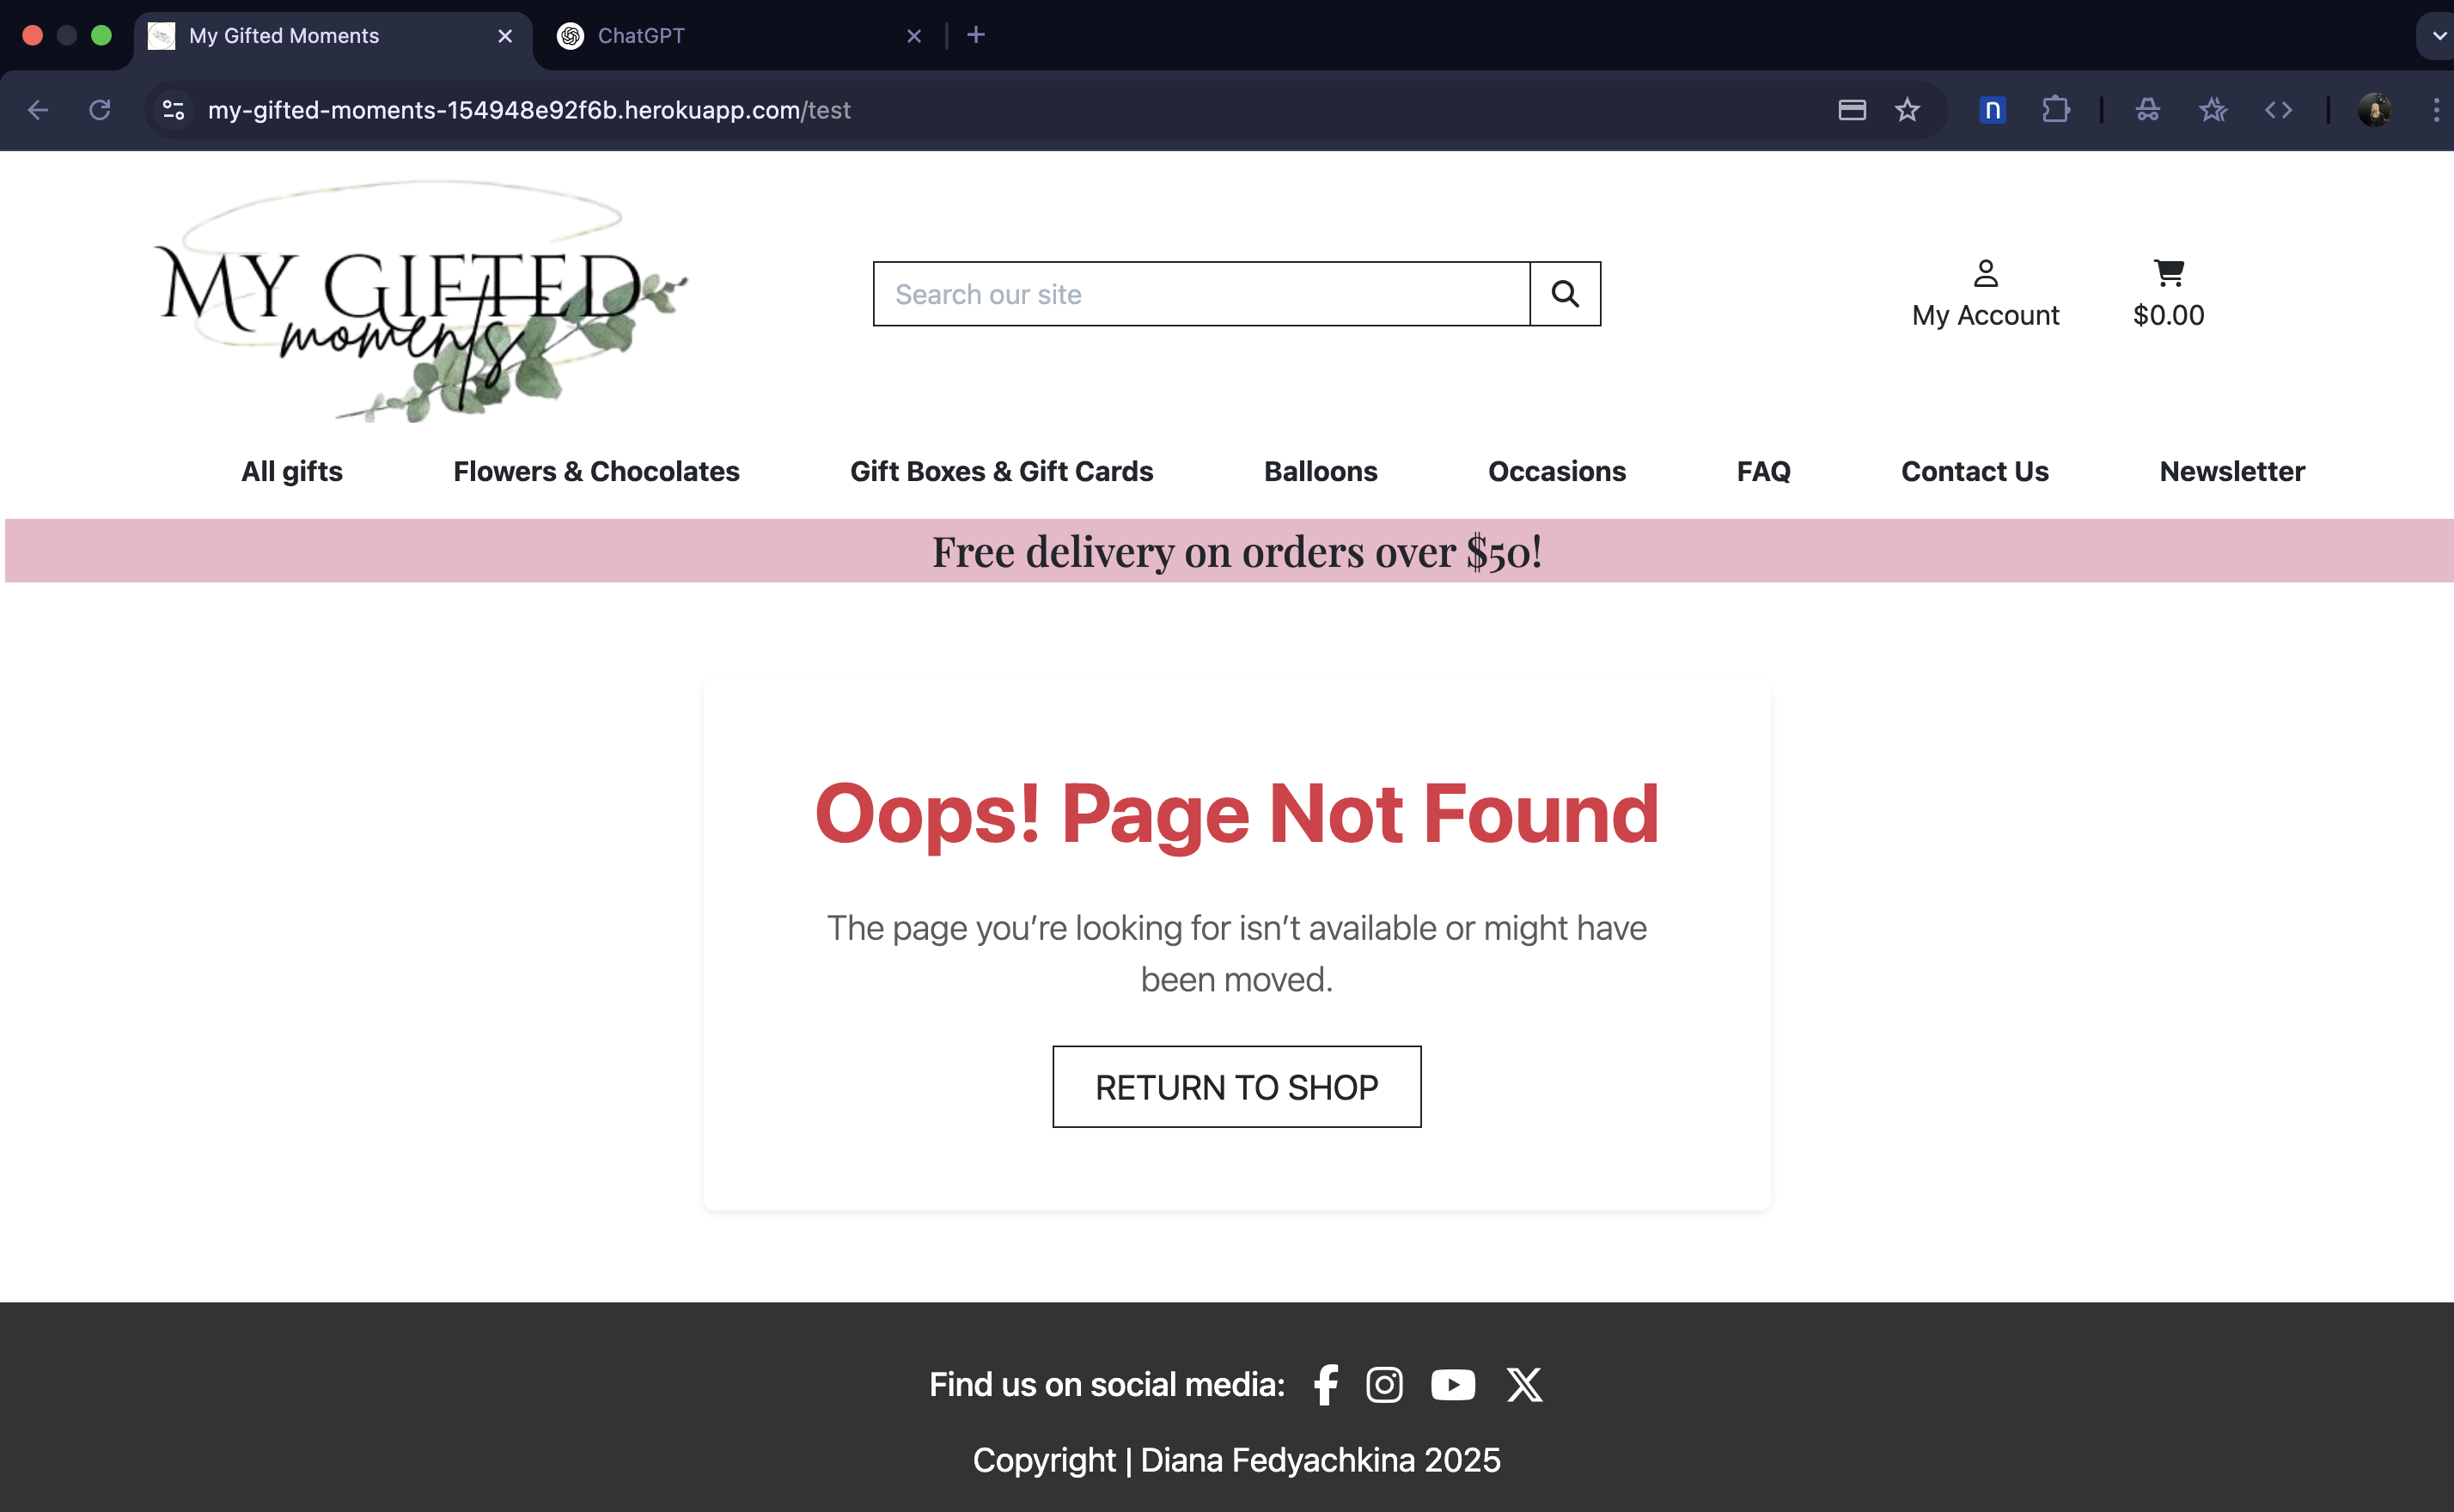 My Gifted Moments
ChatGPT
my-gifted-moments-154948e92f6b.herokuapp.com/test
n
MY GIFTED
moments
Search our site
My Account
$0.00
All gifts
Flowers & Chocolates
Gift Boxes & Gift Cards
Balloons
Occasions
FAQ
Contact Us
Newsletter
Free delivery on orders over $50!
Oops! Page Not Found
The page you’re looking for isn’t available or might have
been moved.
RETURN TO SHOP
Find us on social media:
Copyright | Diana Fedyachkina 2025